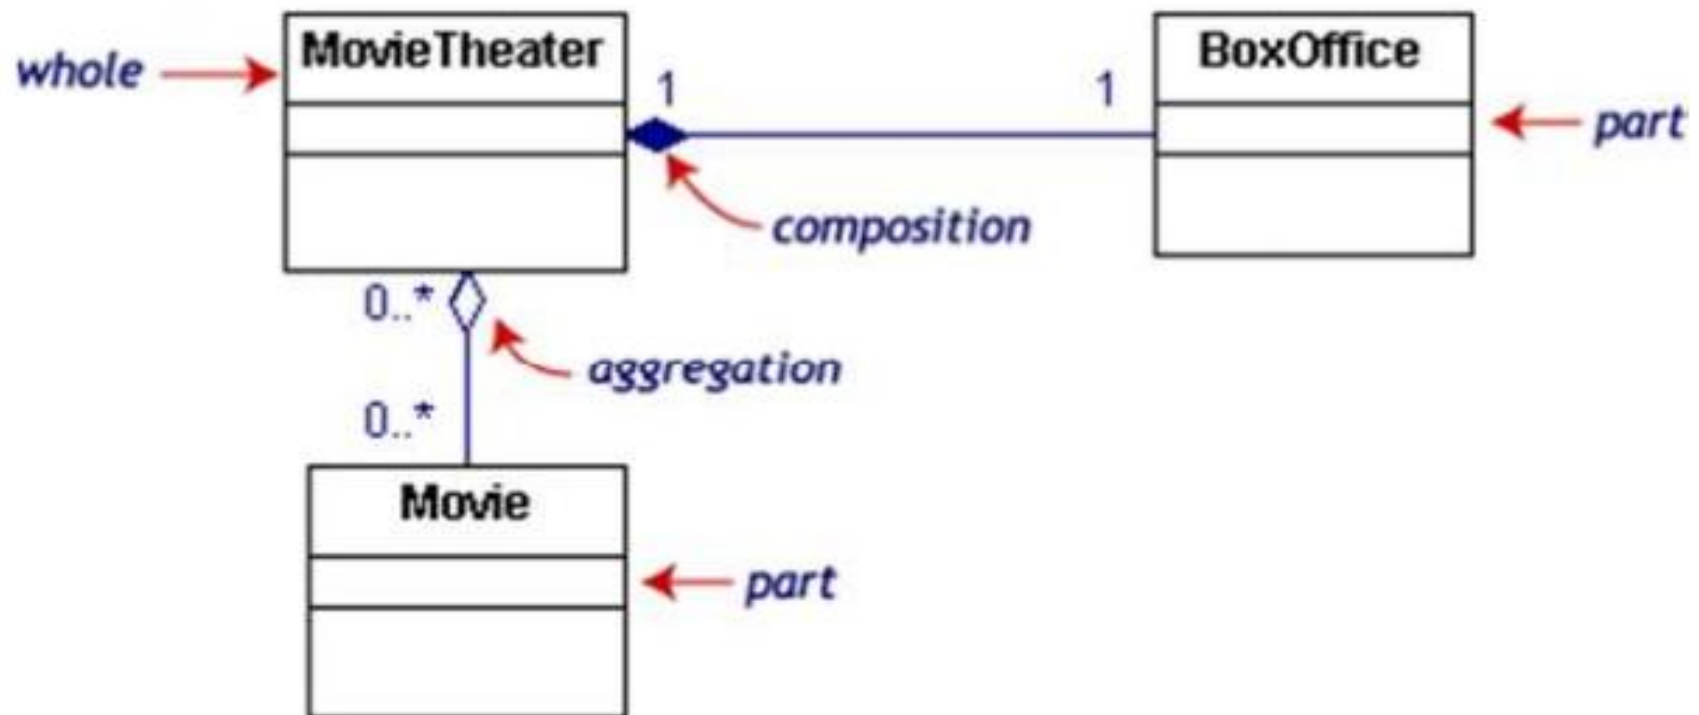 MovieTheater
BoxOffice
whole
1
1
part
composition
0..*
aggregation
0..*
Movie
part